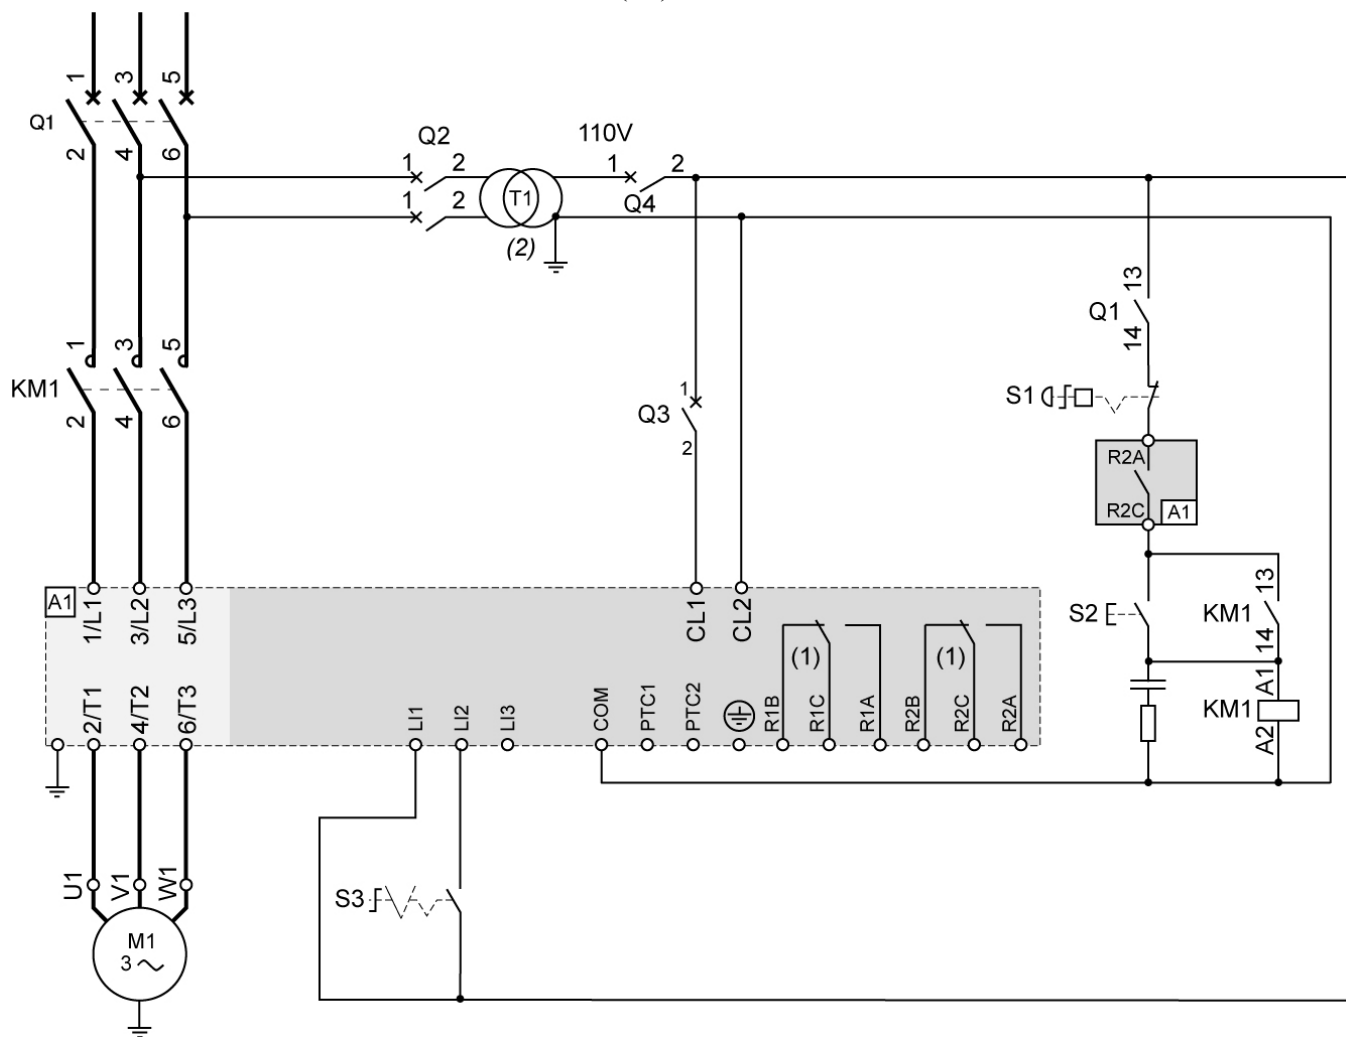 1 3 5
Q1
2 4 6
Q2
110V
1 2
1 2
T1
1 2
Q4
(2)
13
Q1
14
1 3 5
KM1
2 4 6
1
Q3
2
S1
R2A
R2C A1
A1
1/L1 3/L2 5/L3
CL1 CL2
13
S2
KM1
14
(1) (1)
2/T1 4/T2 6/T3
LI1 LI2 LI3
COM PTC1 PTC2
R1B R1C R1A R2B R2C R2A
A1
KM1
A2
U1 V1 W1
S3
M1
3